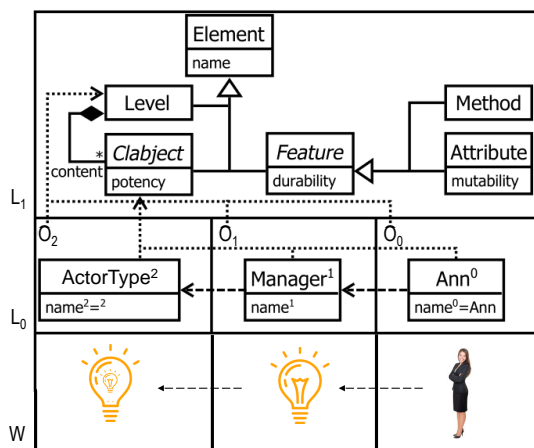 Element
name
Level
Method
Clabject
Feature
Attribute
*
content
potency
durability
mutability
L1
O2
O1
O0
ActorType²
Manager¹
Ann⁰
name²=²
name¹
name⁰=Ann
L0
W